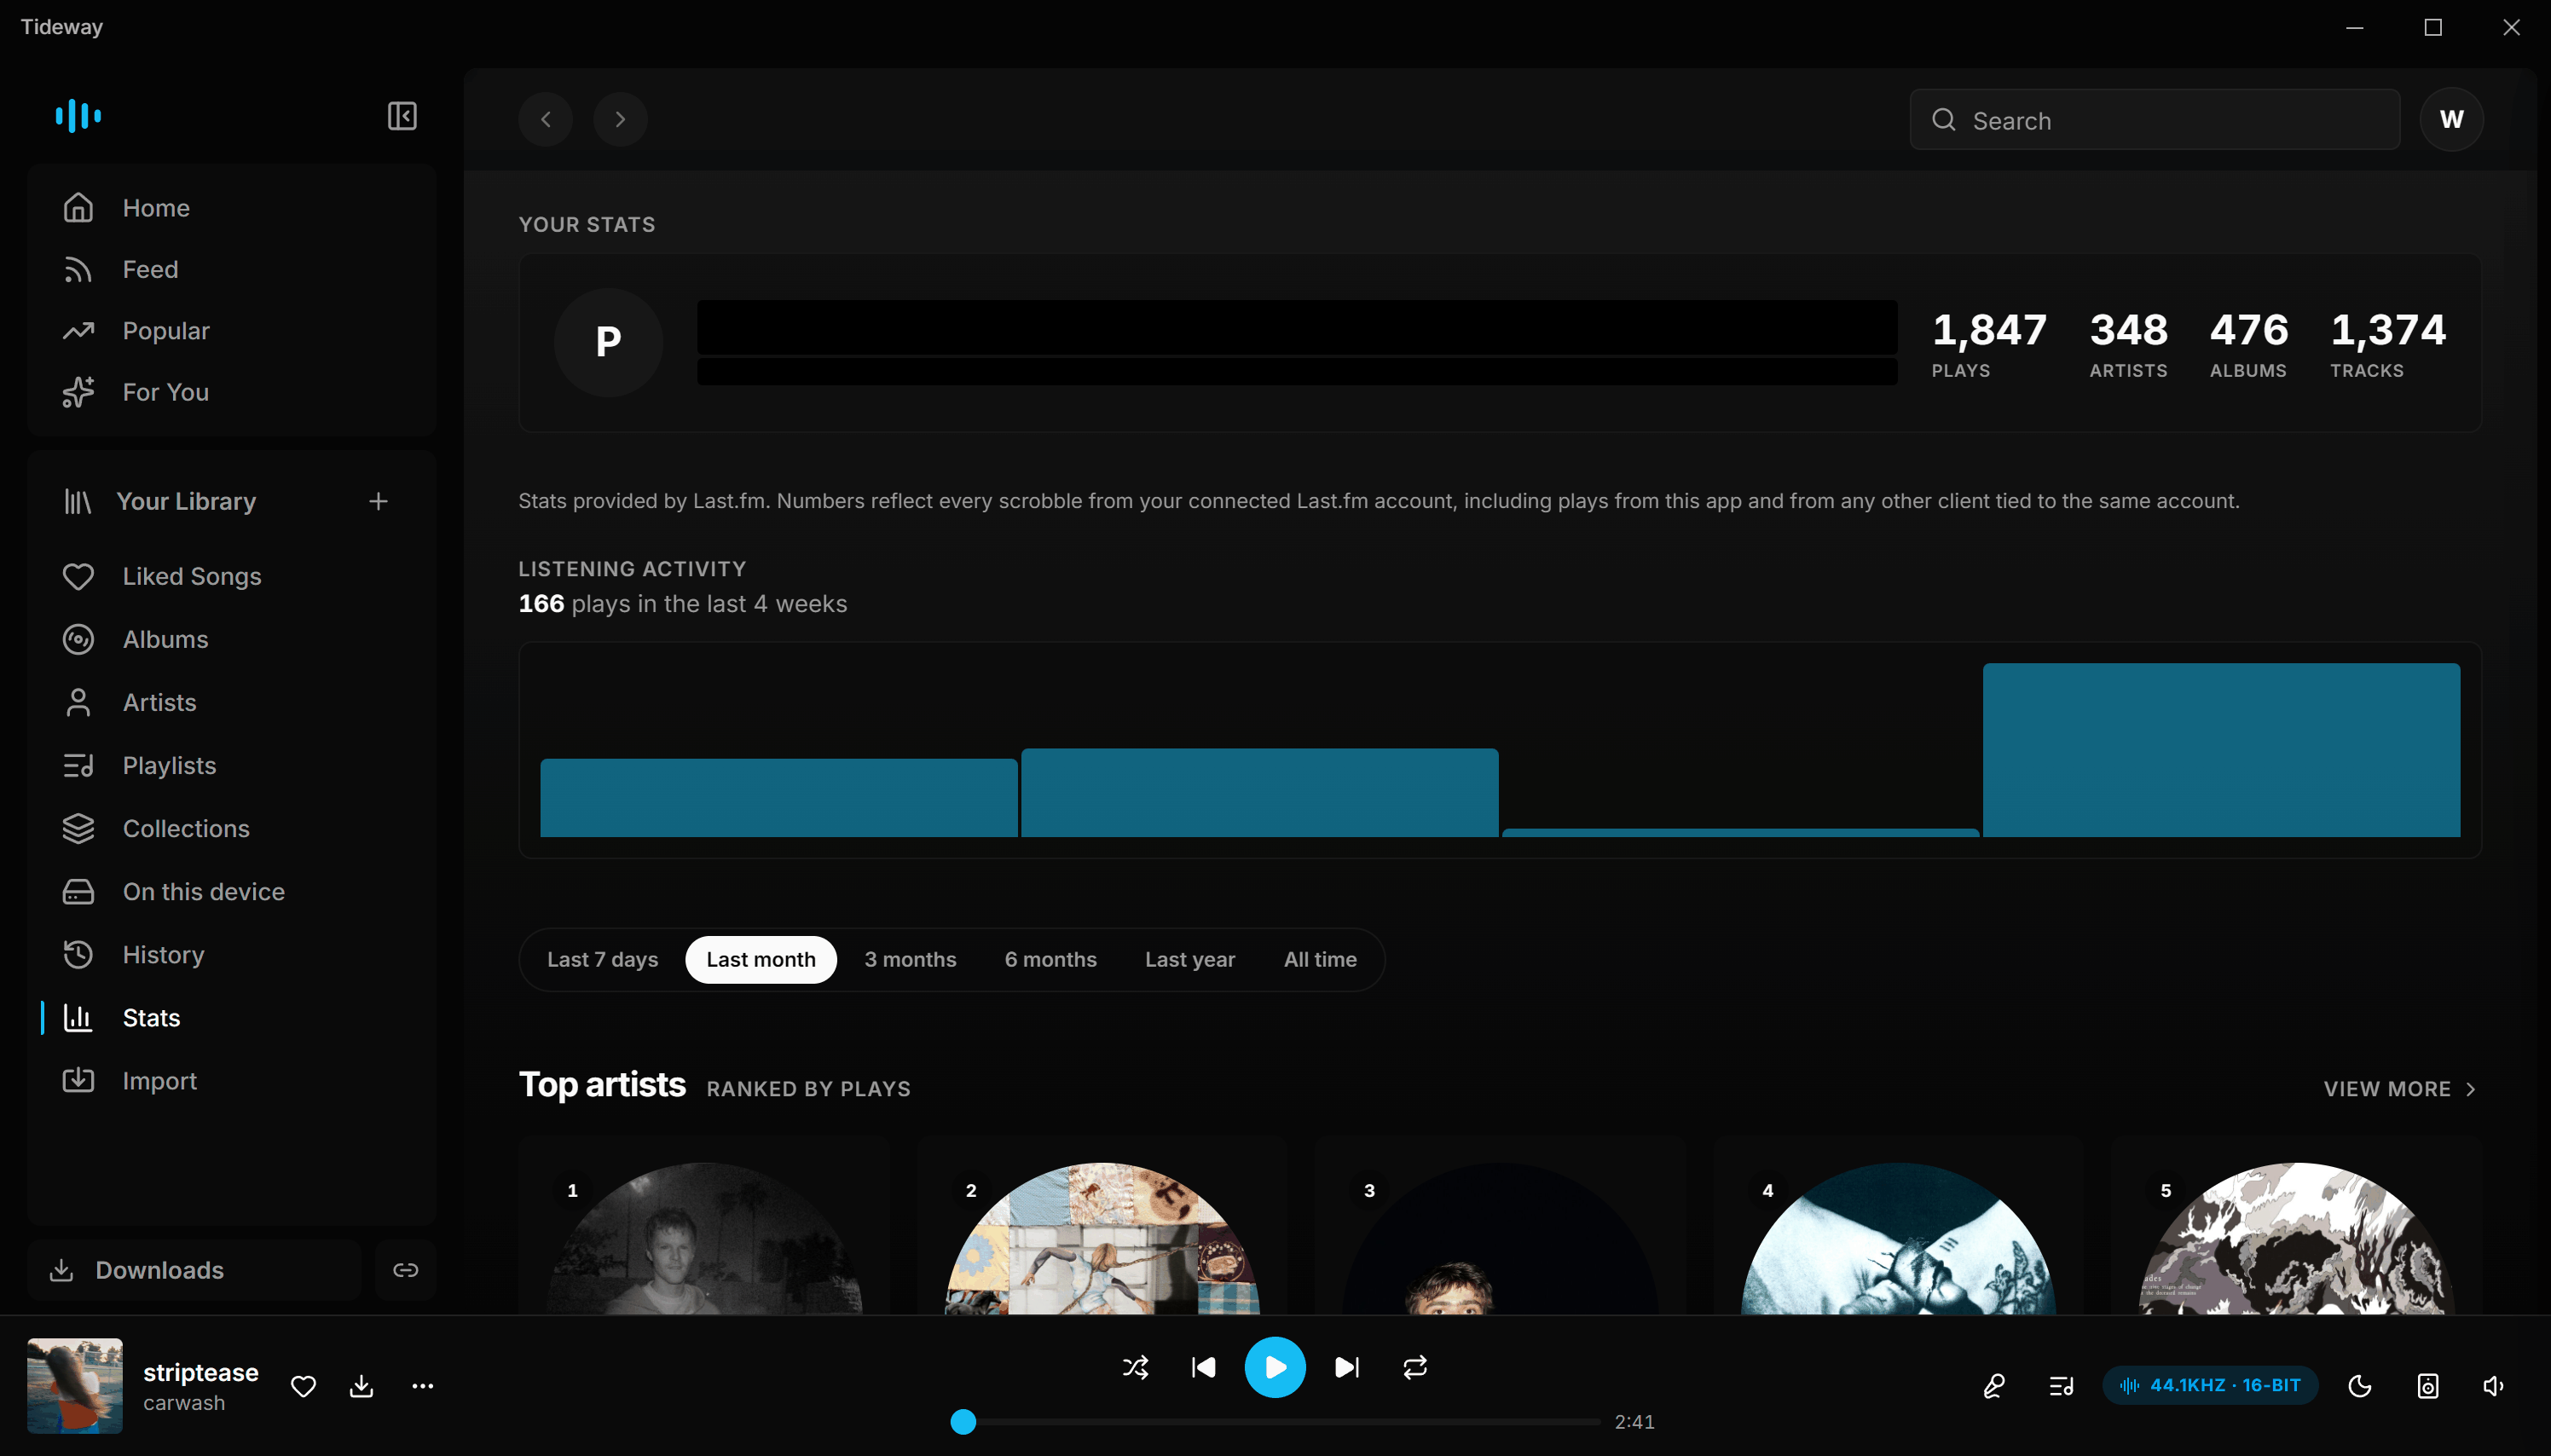 Tideway
Search
W
Home
Feed
Popular
For You
Your Library
Liked Songs
Albums
Artists
Playlists
Collections
On this device
History
Stats
Import
Downloads
YOUR STATS
P
1,847 348 476 1,374
PLAYS ARTISTS ALBUMS TRACKS
Stats provided by Last.fm. Numbers reflect every scrobble from your connected Last.fm account, including plays from this app and from any other client tied to the same account.
LISTENING ACTIVITY
166 plays in the last 4 weeks
Last 7 days Last month 3 months 6 months Last year All time
Top artists RANKED BY PLAYS VIEW MORE
1 2 3 4 5
striptease
carwash
2:41
44.1KHZ · 16-BIT